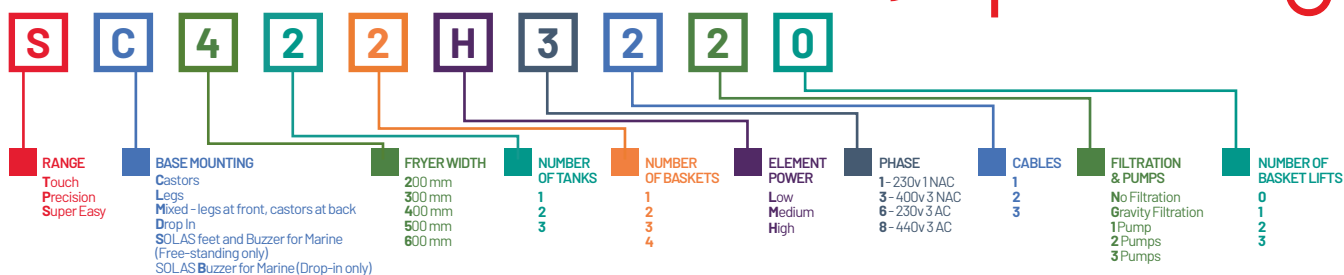 S C 4 2 2 H 3 2 2 0
RANGE
Touch
Precision
Super Easy
BASE MOUNTING
Castors
Legs
Mixed - legs at front, castors at back
Drop In
SOLAS feet and Buzzer for Marine
(Free-standing only)
SOLAS Buzzer for Marine (Drop-in only)
FRYER WIDTH
200 mm
300 mm
400 mm
500 mm
600 mm
NUMBER
OF TANKS
1
2
3
NUMBER
OF BASKETS
1
2
3
4
ELEMENT
POWER
Low
Medium
High
PHASE
1 - 230v 1 NAC
3 - 400v 3 NAC
6 - 230v 3 AC
8 - 440v 3 AC
CABLES
1
2
3
FILTRATION
& PUMPS
No Filtration
Gravity Filtration
1 Pump
2 Pumps
3 Pumps
NUMBER OF
BASKET LIFTS
0
1
2
3